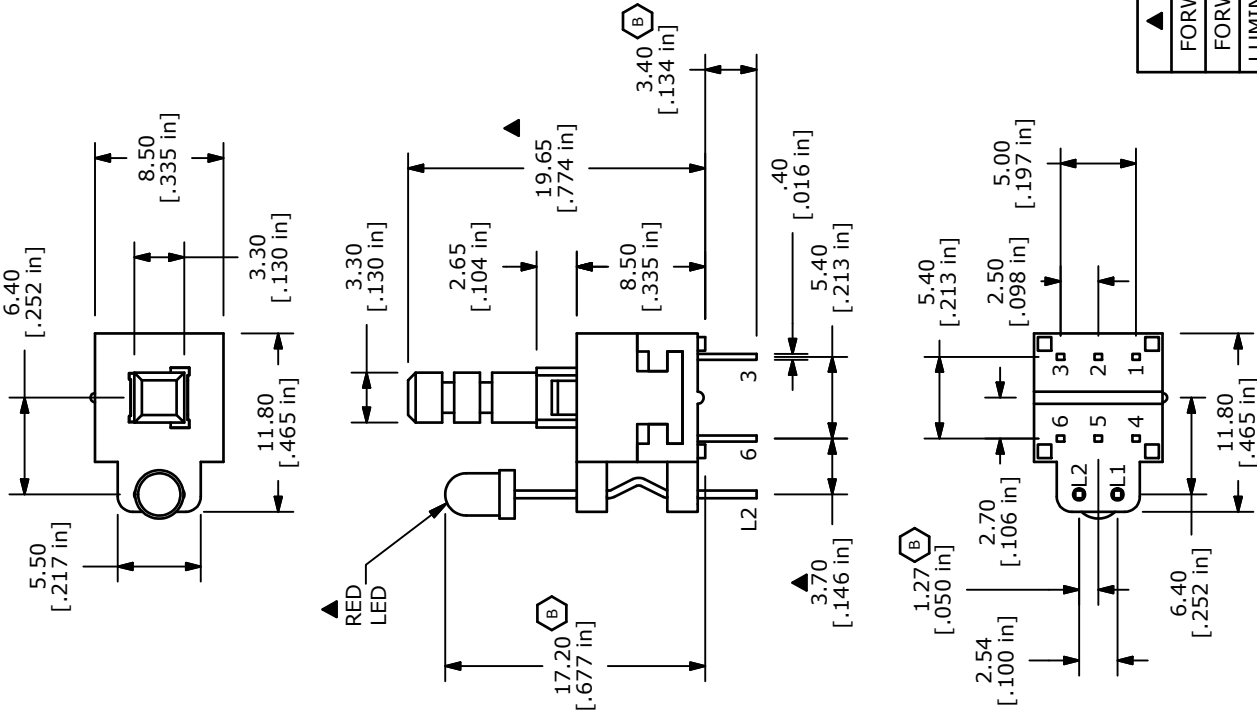 6.40
[.252 in]
8.50
[.335 in]
3.30
[.130 in]
11.80
[.465 in]
5.50
[.217 in]
3.30
[.130 in]
2.65
[.104 in]
▲
19.65
[.774 in]
B
3.40
[.134 in]
8.50
[.335 in]
.40
[.016 in]
5.40
[.213 in]
3
6
L2
▲
3.70
[.146 in]
▲
RED
LED
B
17.20
[.677 in]
5.40
[.213 in]
2.50
[.098 in]
5.00
[.197 in]
3
2
1
6
5
4
L2
L1
11.80
[.465 in]
6.40
[.252 in]
2.70
[.106 in]
B
1.27
[.050 in]
2.54
[.100 in]
▲
FORW
FORW